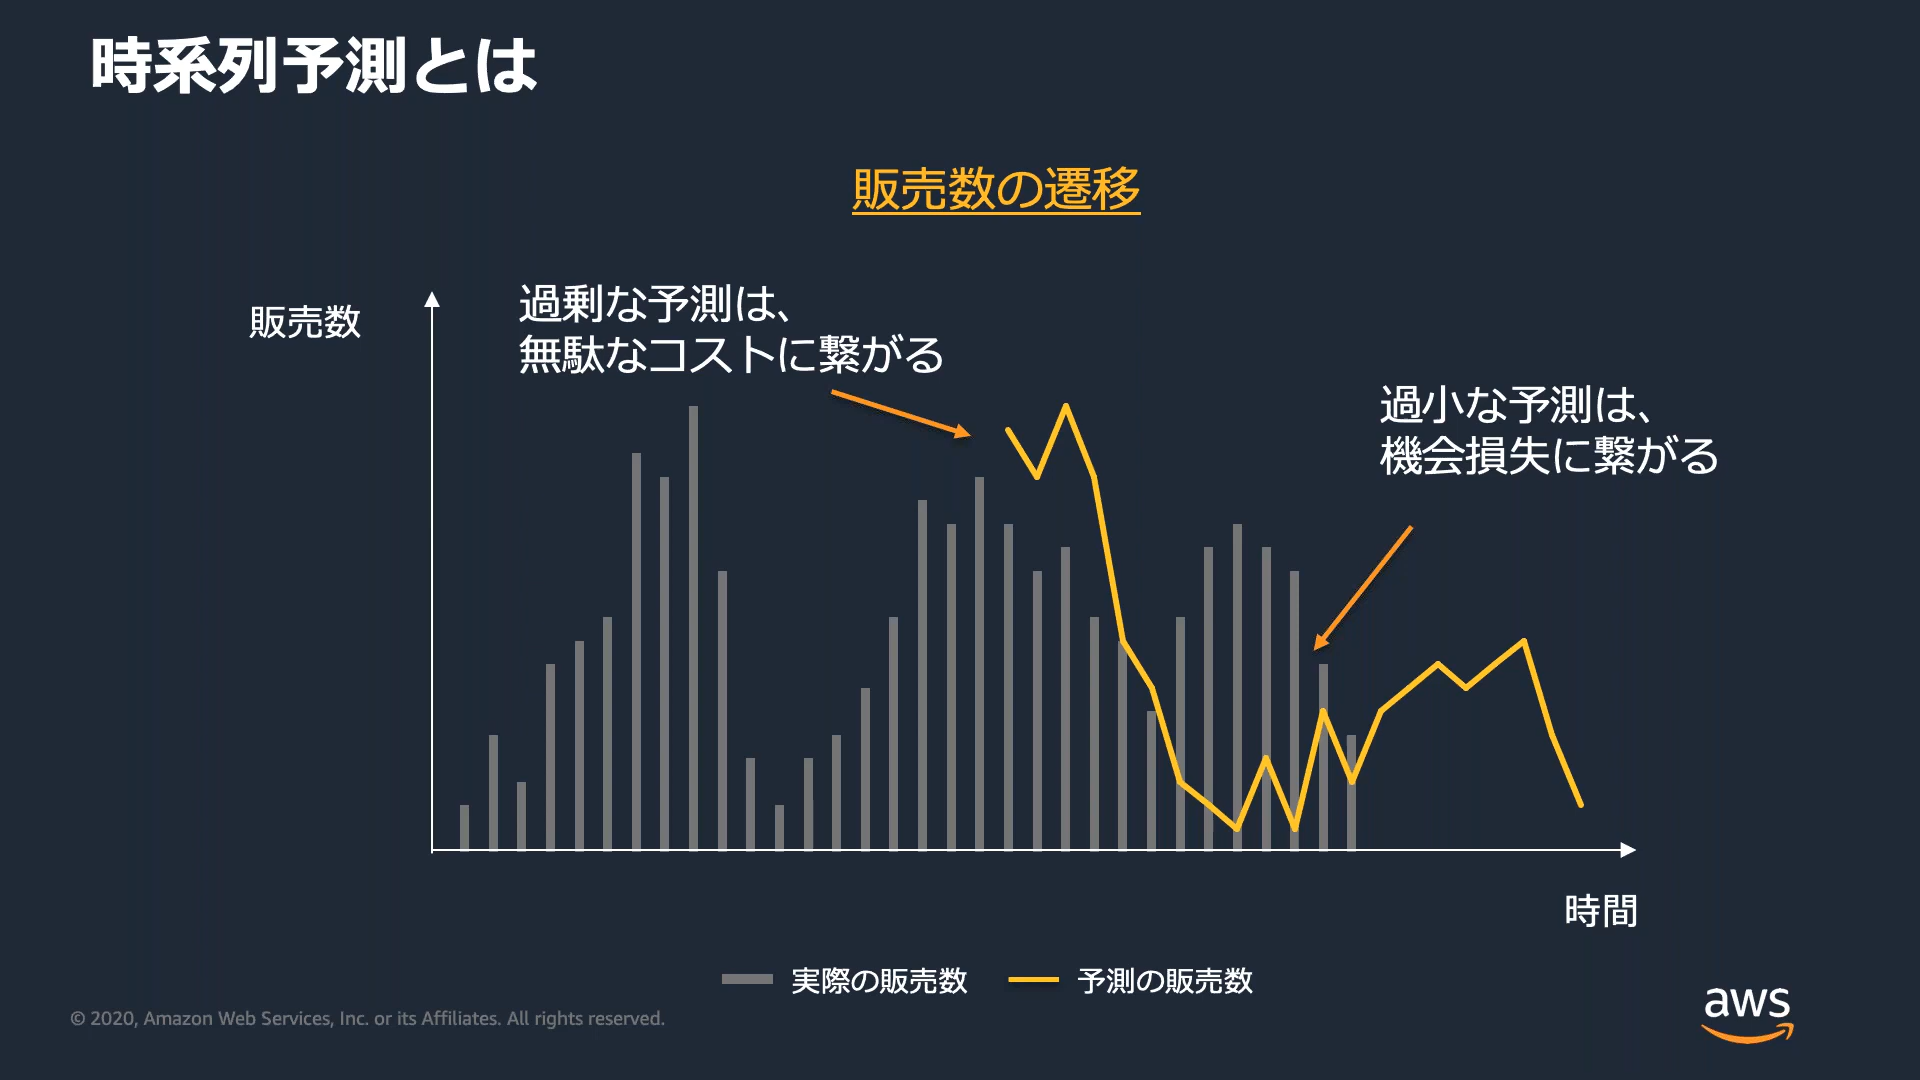 時系列予測とは
販売数の遷移
販売数
過剰な予測は、
無駄なコストに繋がる
過小な予測は、
機会損失に繋がる
時間
実際の販売数
予測の販売数
© 2020, Amazon Web Services, Inc. or its Affiliates. All rights reserved.
aws